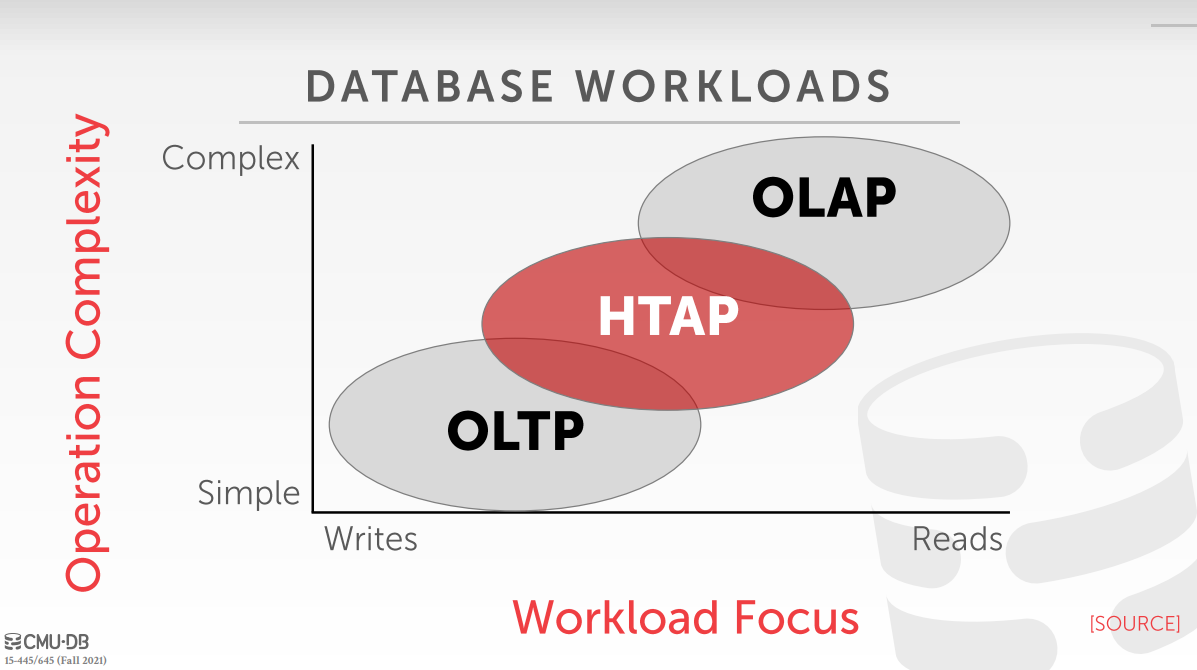 DATABASE WORKLOADS
Operation Complexity
Complex
OLAP
HTAP
OLTP
Simple
Writes
Reads
Workload Focus
[SOURCE]
CMU·DB
15-445/645 (Fall 2021)